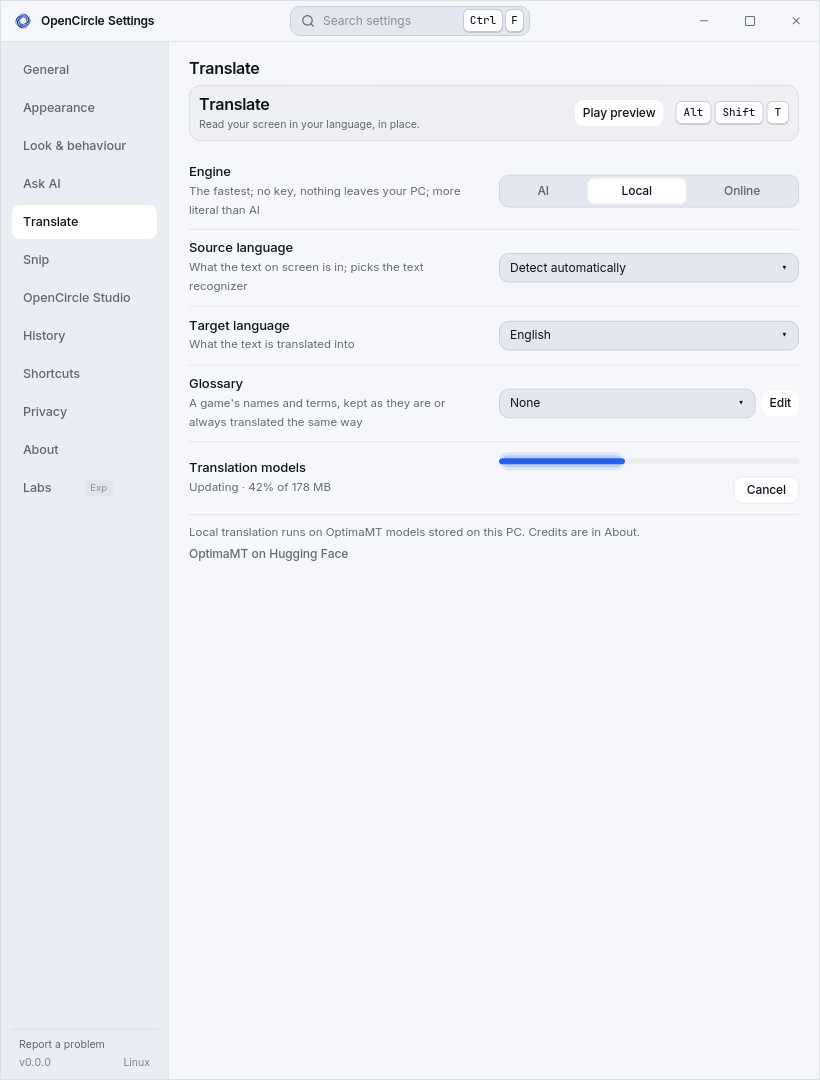 OpenCircle Settings
Search settings
Ctrl F
General
Appearance
Look & behaviour
Ask AI
Translate
Snip
OpenCircle Studio
History
Shortcuts
Privacy
About
Labs Exp
Report a problem
v0.0.0 Linux
Translate
Translate
Read your screen in your language, in place.
Play preview
Alt Shift T
Engine
The fastest; no key, nothing leaves your PC; more
literal than AI
AI Local Online
Source language
What the text on screen is in; picks the text
recognizer
Detect automatically
Target language
What the text is translated into
English
Glossary
A game's names and terms, kept as they are or
always translated the same way
None
Edit
Translation models
Updating · 42% of 178 MB
Cancel
Local translation runs on OptimaMT models stored on this PC. Credits are in About.
OptimaMT on Hugging Face